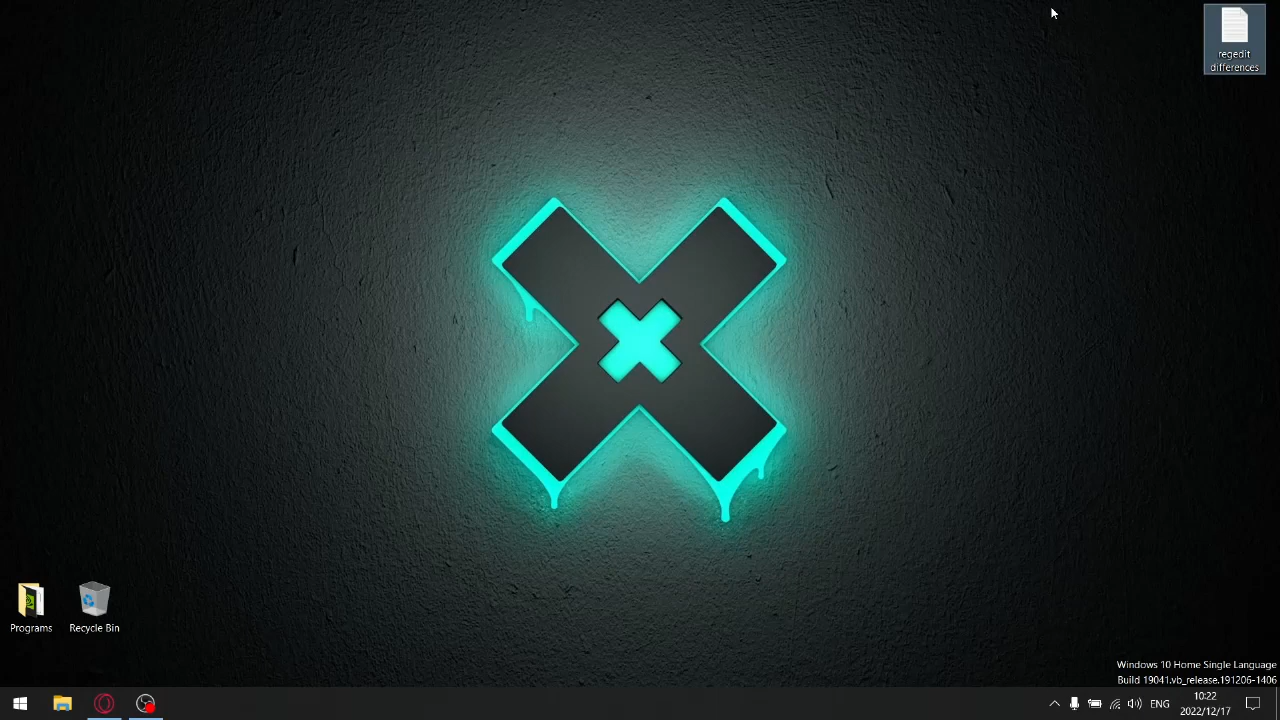 regedit
differences
Programs
Recycle Bin
Windows 10 Home Single Language
Build 19041.vb_release.191206-1406
ENG
10:22
2022/12/17